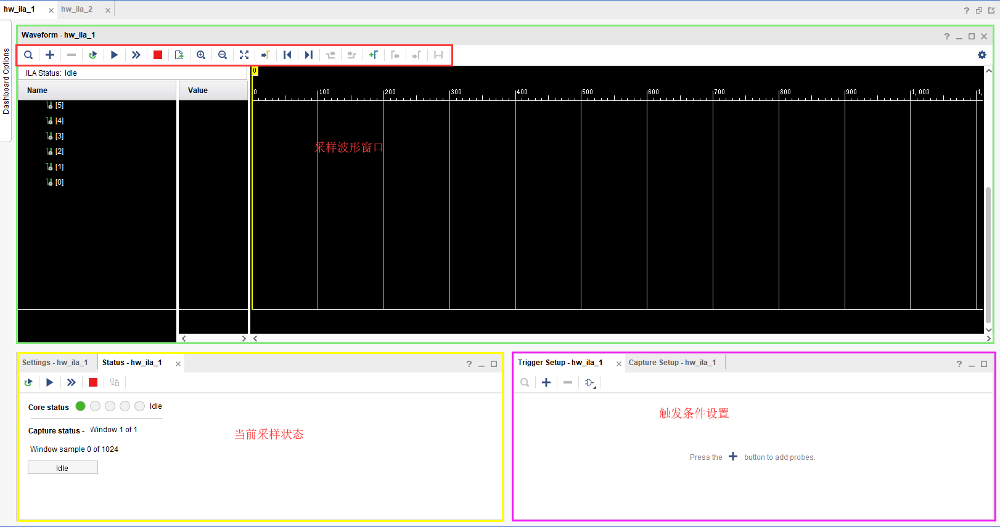 hw_ila_1
hw_ila_2
Dashboard Options
Waveform - hw_ila_1
ILA Status: Idle
Name
Value
0
0
100
200
300
400
500
600
700
800
900
1,000
1,
[5]
[4]
[3]
[2]
[1]
[0]
采样波形窗口
Settings - hw_ila_1
Status - hw_ila_1
Core status
Idle
Capture status - Window 1 of 1
Window sample 0 of 1024
Idle
当前采样状态
Trigger Setup - hw_ila_1
Capture Setup - hw_ila_1
触发条件设置
Press the + button to add probes.